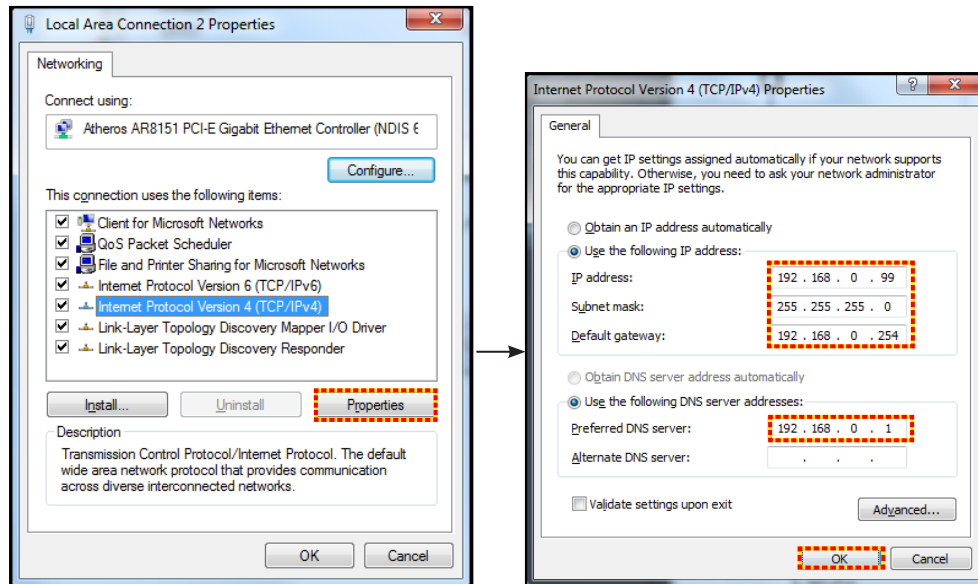 Local Area Connection 2 Properties
Networking
Connect using:
Atheros AR8151 PCI-E Gigabit Ethernet Controller (NDIS 6
Configure...
This connection uses the following items:
Client for Microsoft Networks
QoS Packet Scheduler
File and Printer Sharing for Microsoft Networks
Internet Protocol Version 6 (TCP/IPv6)
Internet Protocol Version 4 (TCP/IPv4)
Link-Layer Topology Discovery Mapper I/O Driver
Link-Layer Topology Discovery Responder
Install... Uninstall Properties
Description
Transmission Control Protocol/Internet Protocol. The default
wide area network protocol that provides communication
across diverse interconnected networks.
OK Cancel
Internet Protocol Version 4 (TCP/IPv4) Properties
General
You can get IP settings assigned automatically if your network supports
this capability. Otherwise, you need to ask your network administrator
for the appropriate IP settings.
Obtain an IP address automatically
Use the following IP address:
IP address: 192 . 168 . 0 . 99
Subnet mask: 255 . 255 . 255 . 0
Default gateway: 192 . 168 . 0 . 254
Obtain DNS server address automatically
Use the following DNS server addresses:
Preferred DNS server: 192 . 168 . 0 . 1
Alternate DNS server: . . .
Validate settings upon exit
Advanced...
OK Cancel